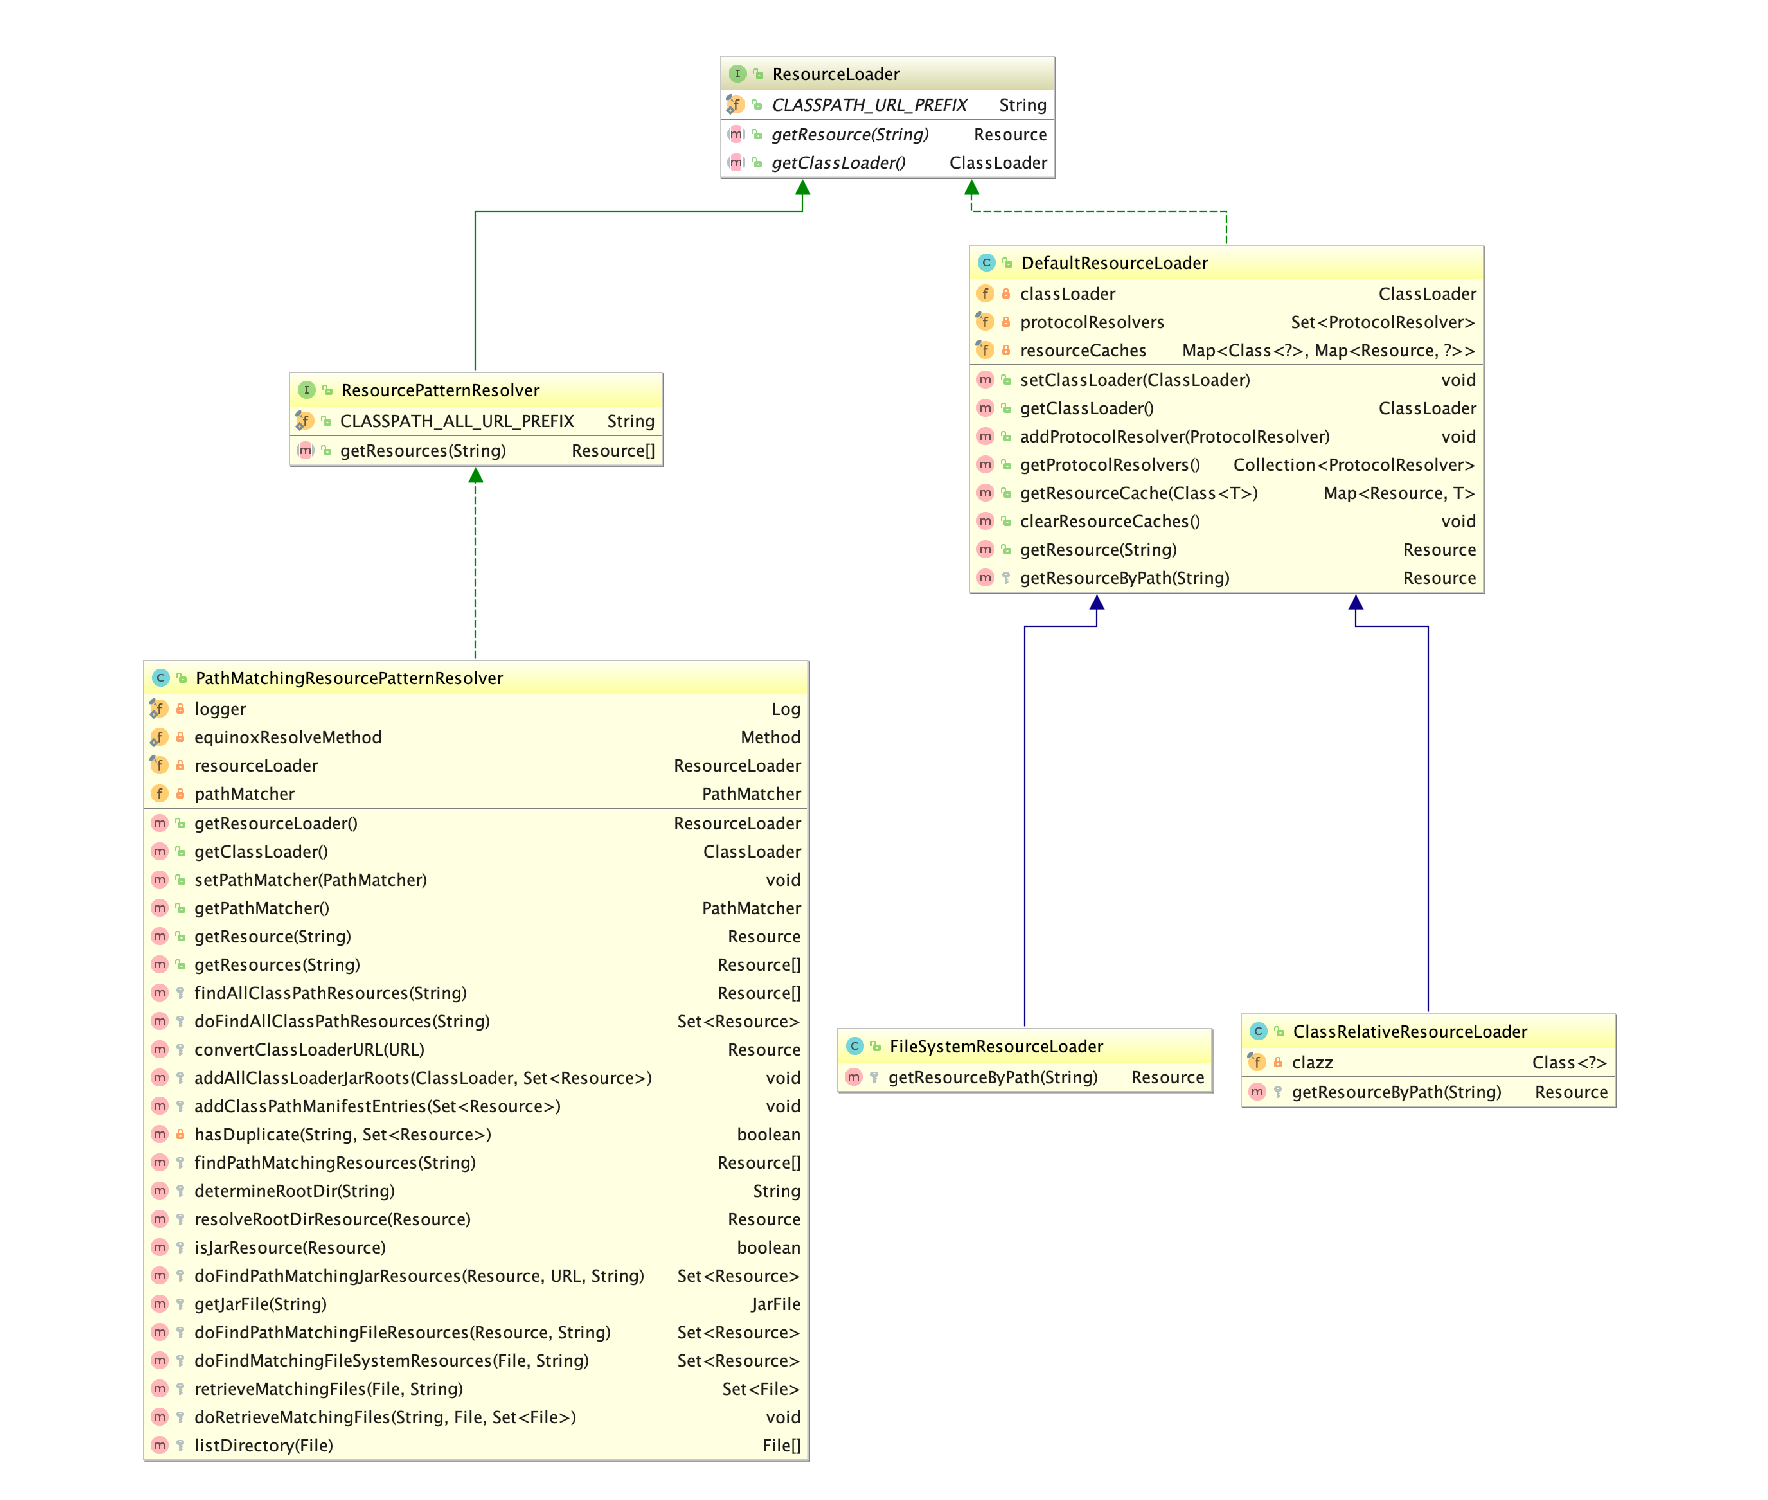 ResourceLoader
CLASSPATH_URL_PREFIX String
getResource(String) Resource
getClassLoader() ClassLoader
DefaultResourceLoader
classLoader ClassLoader
protocolResolvers Set<ProtocolResolver>
resourceCaches Map<Class<?>, Map<Resource, ?>>
setClassLoader(ClassLoader) void
getClassLoader() ClassLoader
addProtocolResolver(ProtocolResolver) void
getProtocolResolvers() Collection<ProtocolResolver>
getResourceCache(Class<T>) Map<Resource, T>
clearResourceCaches() void
getResource(String) Resource
getResourceByPath(String) Resource
ResourcePatternResolver
CLASSPATH_ALL_URL_PREFIX String
getResources(String) Resource[]
PathMatchingResourcePatternResolver
logger Log
equinoxResolveMethod Method
resourceLoader ResourceLoader
pathMatcher PathMatcher
getResourceLoader() ResourceLoader
getClassLoader() ClassLoader
setPathMatcher(PathMatcher) void
getPathMatcher() PathMatcher
getResource(String) Resource
getResources(String) Resource[]
findAllClassPathResources(String) Resource[]
doFindAllClassPathResources(String) Set<Resource>
convertClassLoaderURL(URL) Resource
addAllClassLoaderJarRoots(ClassLoader, Set<Resource>) void
addClassPathManifestEntries(Set<Resource>) void
hasDuplicate(String, Set<Resource>) boolean
findPathMatchingResources(String) Resource[]
determineRootDir(String) String
resolveRootDirResource(Resource) Resource
isJarResource(Resource) boolean
doFindPathMatchingJarResources(Resource, URL, String) Set<Resource>
getJarFile(String) JarFile
doFindPathMatchingFileResources(Resource, String) Set<Resource>
doFindMatchingFileSystemResources(File, String) Set<Resource>
retrieveMatchingFiles(File, String) Set<File>
doRetrieveMatchingFiles(String, File, Set<File>) void
listDirectory(File) File[]
FileSystemResourceLoader
getResourceByPath(String) Resource
ClassRelativeResourceLoader
clazz Class<?>
getResourceByPath(String) Resource